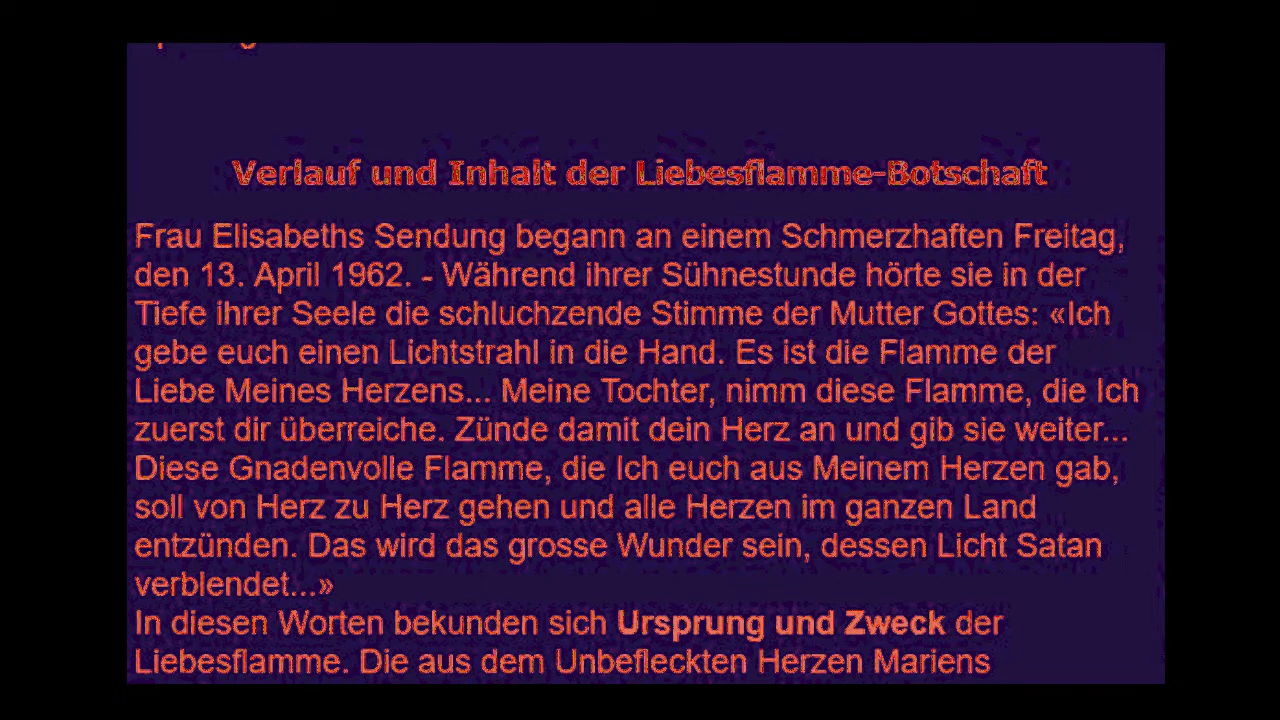 Verlauf und Inhalt der Liebesflamme-Botschaft
Frau Elisabeths Sendung begann an einem Schmerzhaften Freitag,
den 13. April 1962. - Während ihrer Sühnestunde hörte sie in der
Tiefe ihrer Seele die schluchzende Stimme der Mutter Gottes: «Ich
gebe euch einen Lichtstrahl in die Hand. Es ist die Flamme der
Liebe Meines Herzens... Meine Tochter, nimm diese Flamme, die Ich
zuerst dir überreiche. Zünde damit dein Herz an und gib sie weiter...
Diese Gnadenvolle Flamme, die Ich euch aus Meinem Herzen gab,
soll von Herz zu Herz gehen und alle Herzen im ganzen Land
entzünden. Das wird das grosse Wunder sein, dessen Licht Satan
verblendet...»
In diesen Worten bekunden sich Ursprung und Zweck der
Liebesflamme. Die aus dem Unbefleckten Herzen Mariens